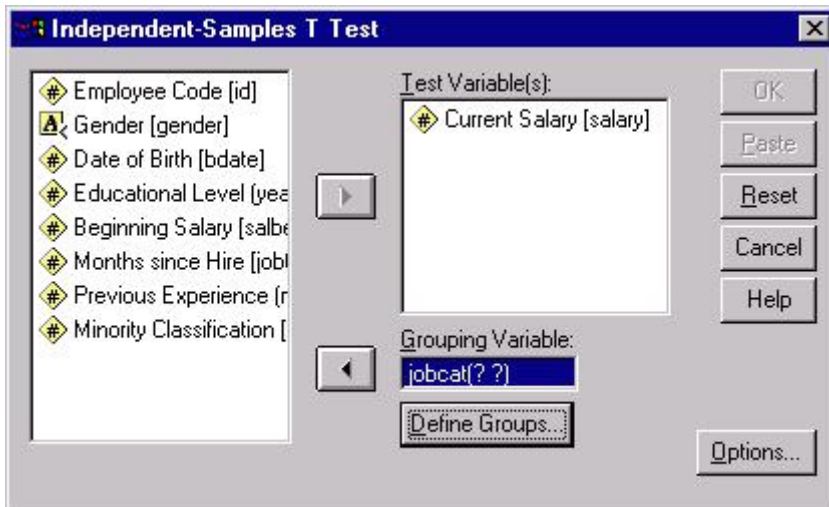 Independent-Samples T Test
Employee Code [id]
Gender [gender]
Date of Birth [bdate]
Educational Level (yea
Beginning Salary [salbe
Months since Hire [jobt
Previous Experience (r
Minority Classification [
Test Variable(s):
Current Salary [salary]
Grouping Variable:
jobcat(? ?)
Define Groups...
OK
Paste
Reset
Cancel
Help
Options...